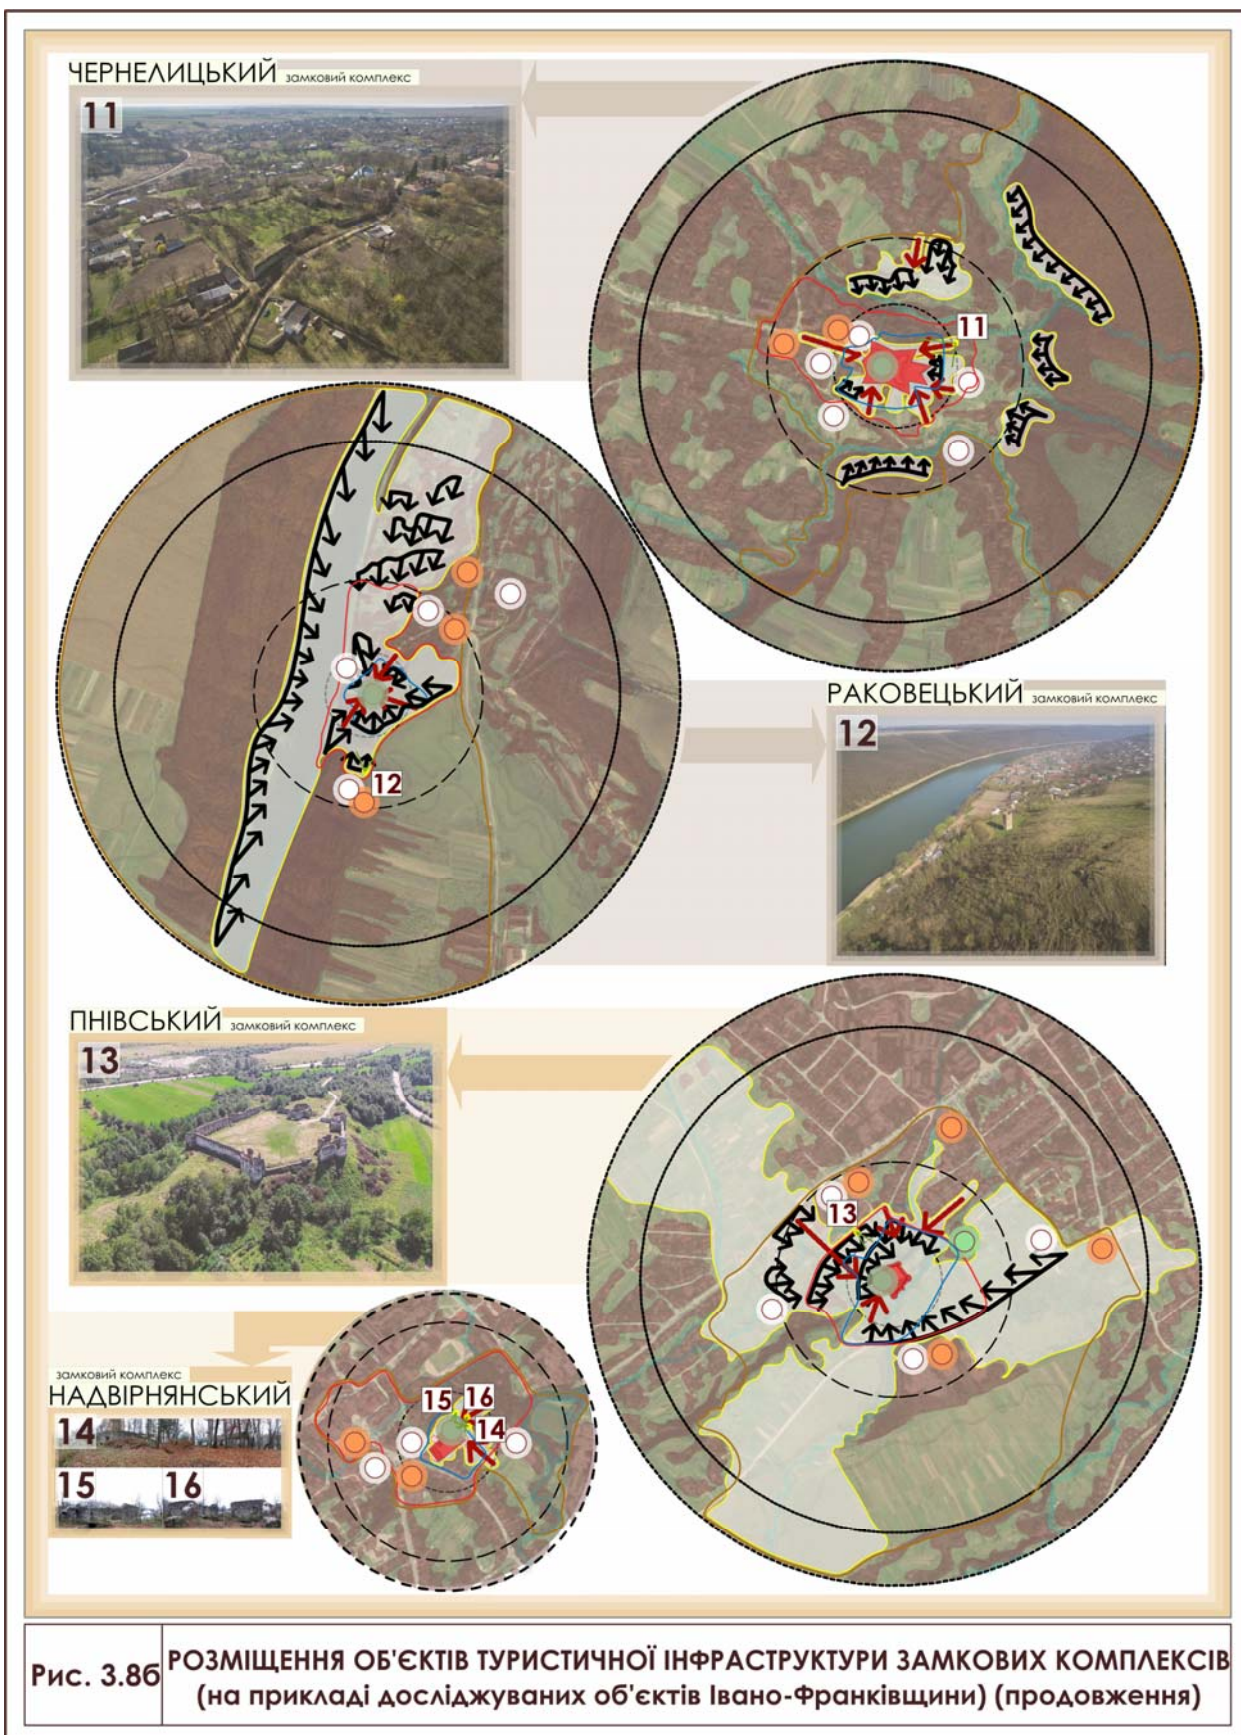 ЧЕРНЕЛИЦЬКИЙ замковий комплекс
11
11
12
РАКОВЕЦЬКИЙ замковий комплекс
12
ПНІВСЬКИЙ замковий комплекс
13
13
замковий комплекс
НАДВІРНЯНСЬКИЙ
14
15 16
15 16
14
Рис. 3.8б
РОЗМІЩЕННЯ ОБ'ЄКТІВ ТУРИСТИЧНОЇ ІНФРАСТРУКТУРИ ЗАМКОВИХ КОМПЛЕКСІВ
(на прикладі досліджуваних об'єктів Івано-Франківщини) (продовження)